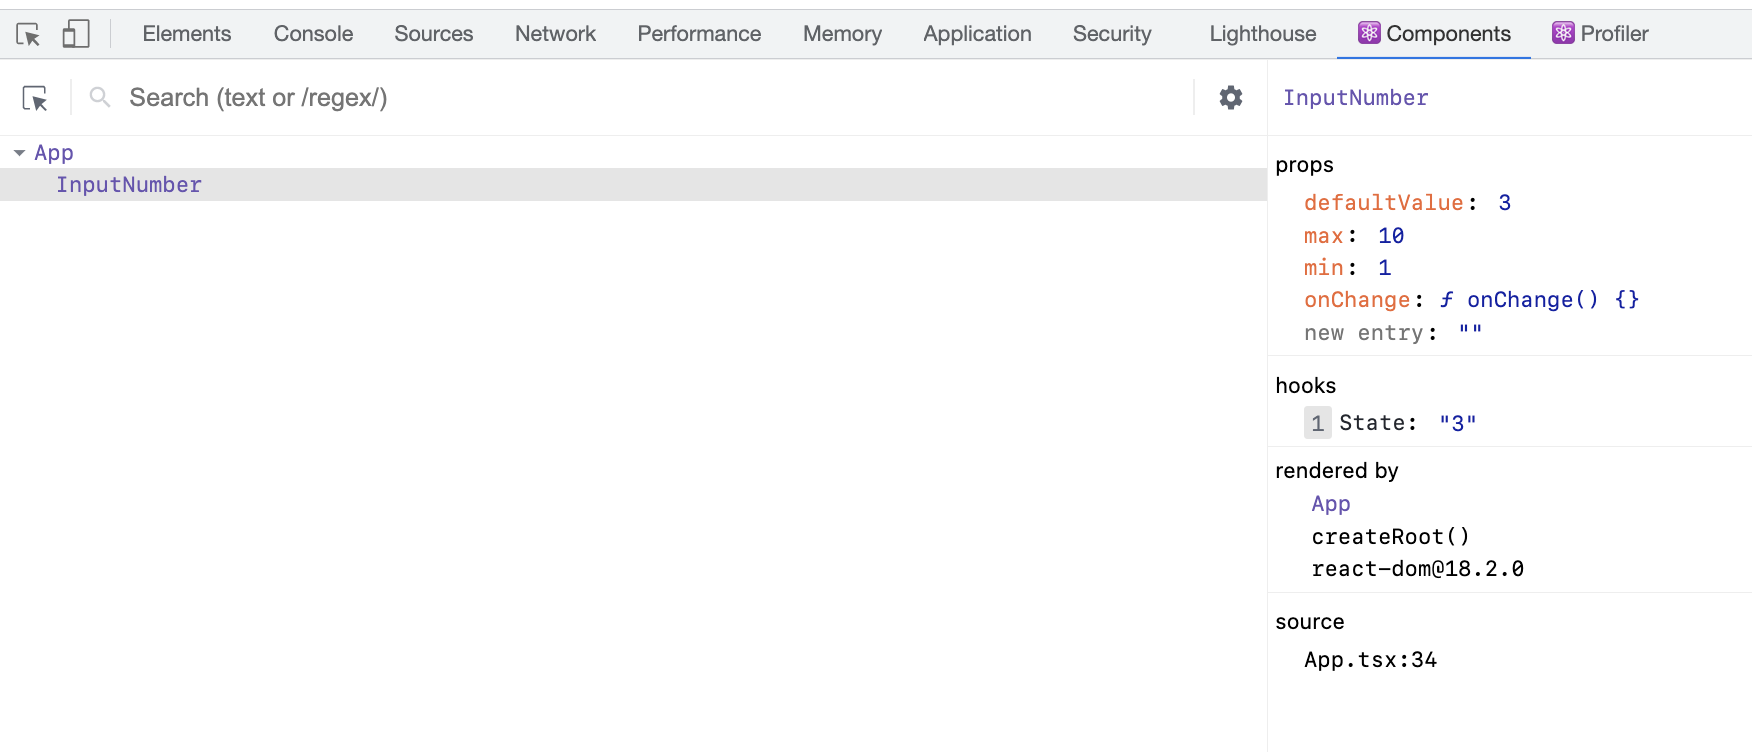 Elements Console Sources Network Performance Memory Application Security Lighthouse Components Profiler
Search (text or /regex/)
App
InputNumber
InputNumber
props
defaultValue: 3
max: 10
min: 1
onChange: ƒ onChange() {}
new entry: ""
hooks
1 State: "3"
rendered by
App
createRoot()
react-dom@18.2.0
source
App.tsx:34